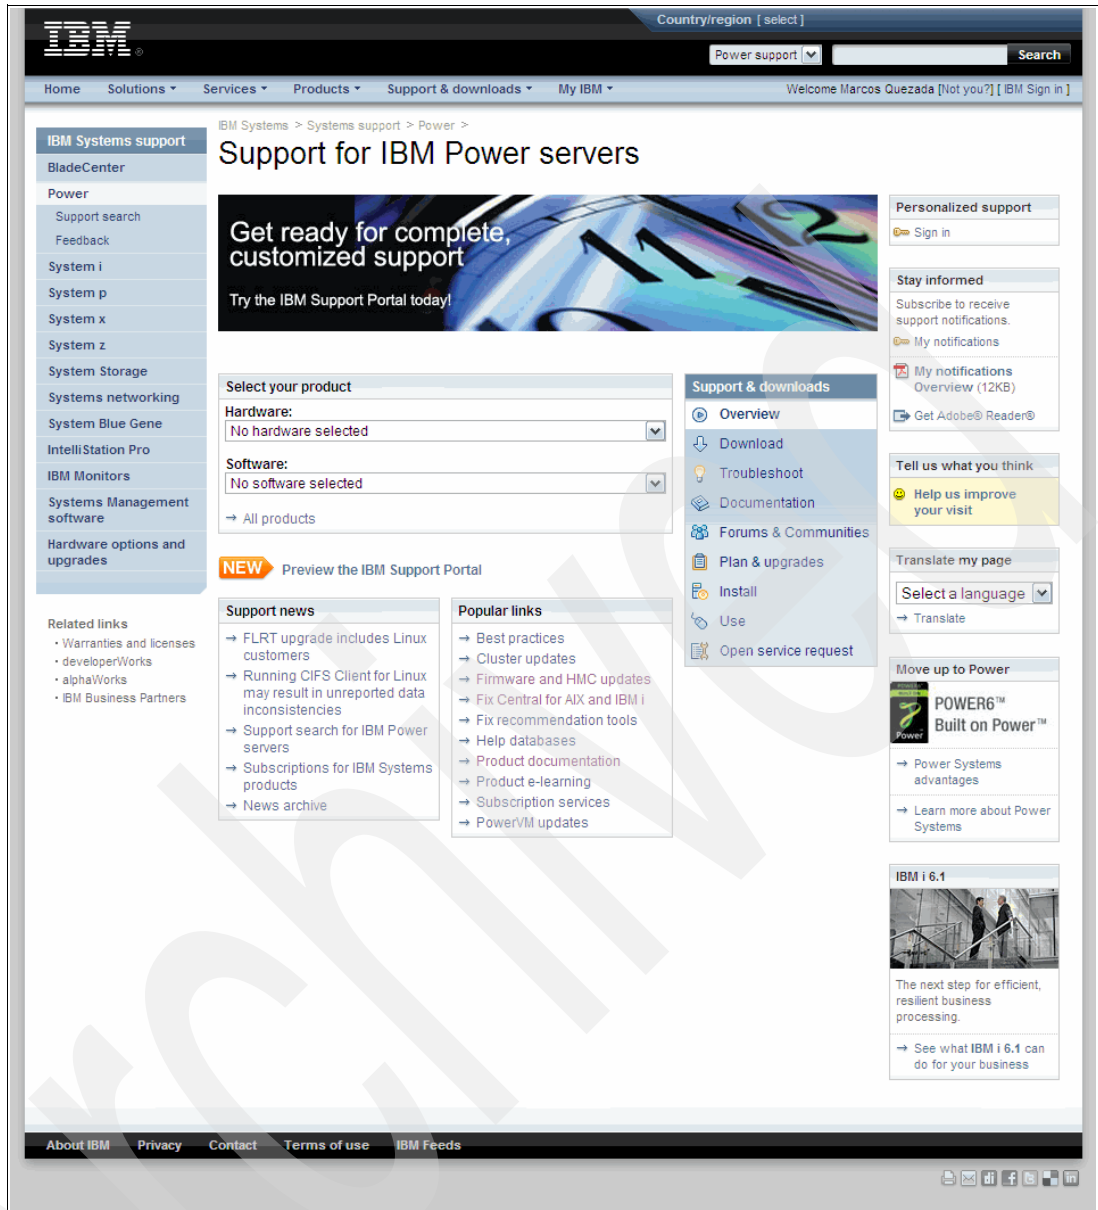 Country/region [ select ]
IBM ®
Power support
Search
Home Solutions Services Products Support & downloads My IBM Welcome Marcos Quezada [Not you?] [ IBM Sign in ]
IBM Systems > Systems support > Power >
Support for IBM Power servers
IBM Systems support
BladeCenter
Power
Support search
Feedback
System i
System p
System x
System z
System Storage
Systems networking
System Blue Gene
IntelliStation Pro
IBM Monitors
Systems Management
software
Hardware options and
upgrades
Related links
• Warranties and licenses
• developerWorks
• alphaWorks
• IBM Business Partners
Get ready for complete,
customized support
Try the IBM Support Portal today!
11 12
10
Select your product
Hardware:
No hardware selected
Software:
No software selected
→ All products
NEW Preview the IBM Support Portal
Support news
→ FLRT upgrade includes Linux
customers
→ Running CIFS Client for Linux
may result in unreported data
inconsistencies
→ Support search for IBM Power
servers
→ Subscriptions for IBM Systems
products
→ News archive
Popular links
→ Best practices
→ Cluster updates
→ Firmware and HMC updates
→ Fix Central for AIX and IBM i
→ Fix recommendation tools
→ Help databases
→ Product documentation
→ Product e-learning
→ Subscription services
→ PowerVM updates
Support & downloads
Overview
Download
Troubleshoot
Documentation
Forums & Communities
Plan & upgrades
Install
Use
Open service request
Personalized support
Sign in
Stay informed
Subscribe to receive
support notifications.
My notifications
My notifications
Overview (12KB)
Get Adobe® Reader®
Tell us what you think
Help us improve
your visit
Translate my page
Select a language
→ Translate
Move up to Power
Power
POWER6™
Built on Power™
→ Power Systems
advantages
→ Learn more about Power
Systems
IBM i 6.1
The next step for efficient,
resilient business
processing.
→ See what IBM i 6.1 can
do for your business
About IBM Privacy Contact Terms of use IBM Feeds